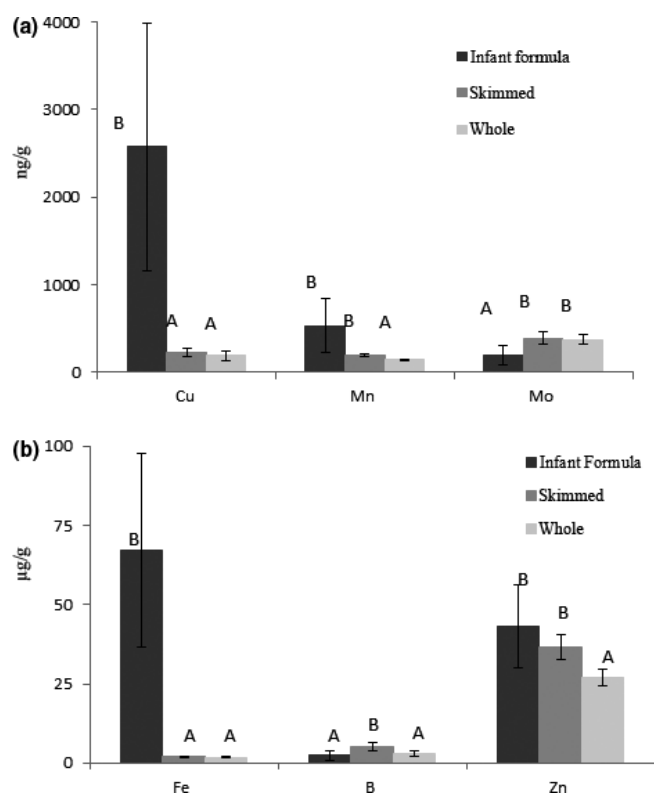 (a)
4000
3000
2000
1000
0
ng/g
Infant formula
Skimmed
Whole
B
A A
B
B A
A B B
Cu Mn Mo
(b)
100
75
50
25
0
µg/g
Infant Formula
Skimmed
Whole
B
A A
A B A
B B A
Fe B Zn